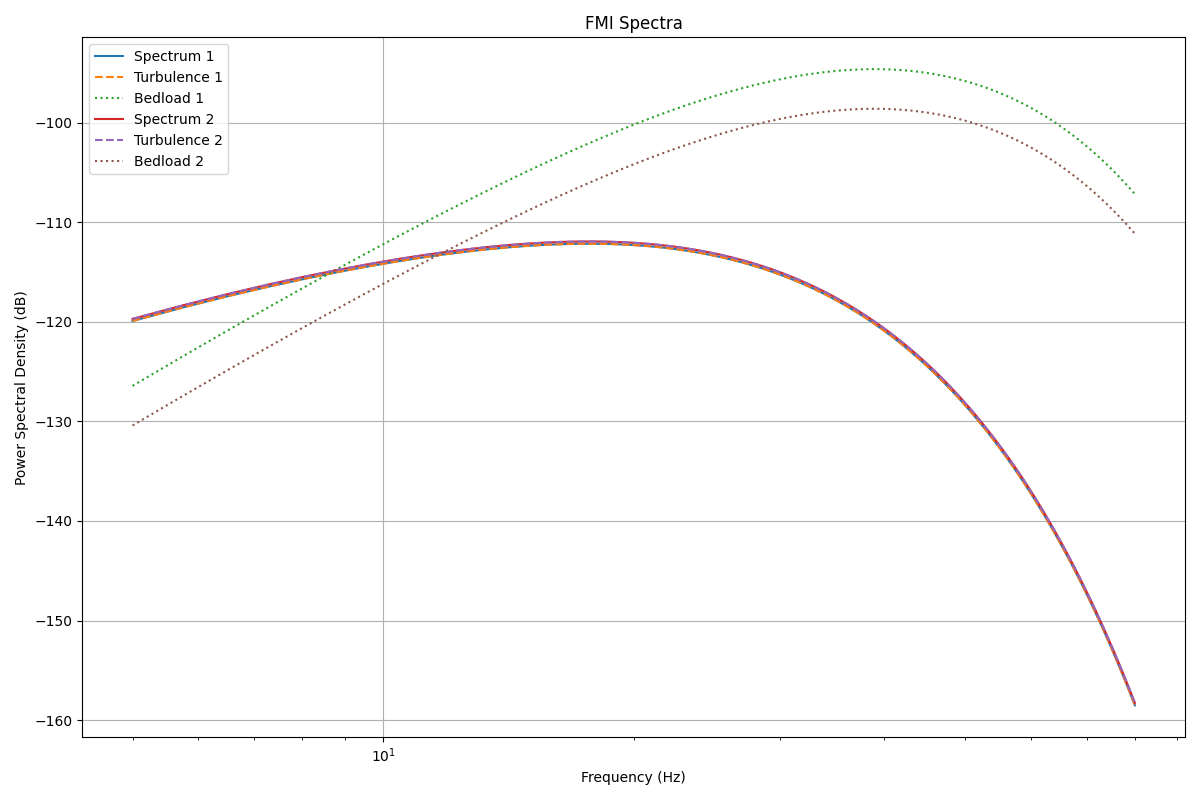 FMI Spectra
Spectrum 1
Turbulence 1
Bedload 1
Spectrum 2
Turbulence 2
Bedload 2
Power Spectral Density (dB)
−100
−110
−120
−130
−140
−150
−160
10¹
Frequency (Hz)